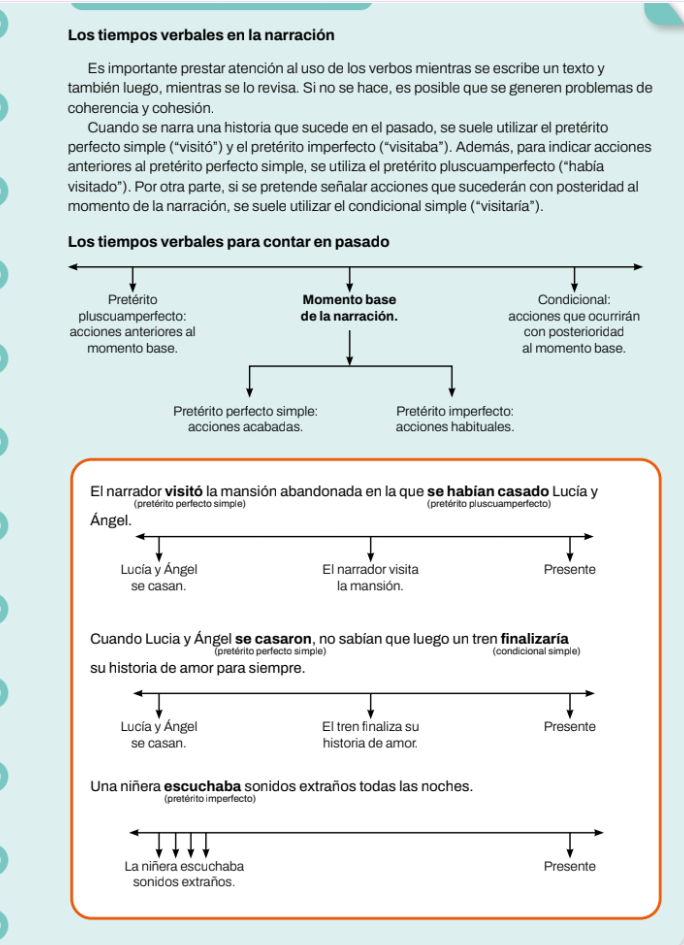 Los tiempos verbales en la narración
Es importante prestar atención al uso de los verbos mientras se escribe un texto y
también luego, mientras se lo revisa. Si no se hace, es posible que se generen problemas de
coherencia y cohesión.
Cuando se narra una historia que sucede en el pasado, se suele utilizar el pretérito
perfecto simple (“visitó”) y el pretérito imperfecto (“visitaba”). Además, para indicar acciones
anteriores al pretérito perfecto simple, se utiliza el pretérito pluscuamperfecto (“había
visitado”). Por otra parte, si se pretende señalar acciones que sucederán con posteridad al
momento de la narración, se suele utilizar el condicional simple (“visitaría”).
Los tiempos verbales para contar en pasado
Pretérito
pluscuamperfecto:
acciones anteriores al
momento base.
Momento base
de la narración.
Condicional:
acciones que ocurrirán
con posterioridad
al momento base.
Pretérito perfecto simple:
acciones acabadas.
Pretérito imperfecto:
acciones habituales.
El narrador visitó la mansión abandonada en la que se habían casado Lucía y
(pretérito perfecto simple) (pretérito pluscuamperfecto)
Ángel.
Lucía y Ángel
se casan.
El narrador visita
la mansión.
Presente
Cuando Lucia y Ángel se casaron, no sabían que luego un tren finalizaría
(pretérito perfecto simple) (condicional simple)
su historia de amor para siempre.
Lucía y Ángel
se casan.
El tren finaliza su
historia de amor.
Presente
Una niñera escuchaba sonidos extraños todas las noches.
(pretérito imperfecto)
La niñera escuchaba
sonidos extraños.
Presente